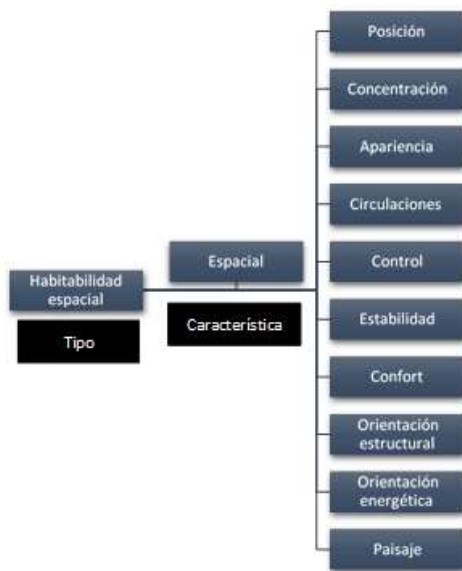 Posición
Concentración
Apariencia
Circulaciones
Espacial
Control
Habitabilidad
espacial
Característica
Estabilidad
Tipo
Confort
Orientación
estructural
Orientación
energética
Paisaje